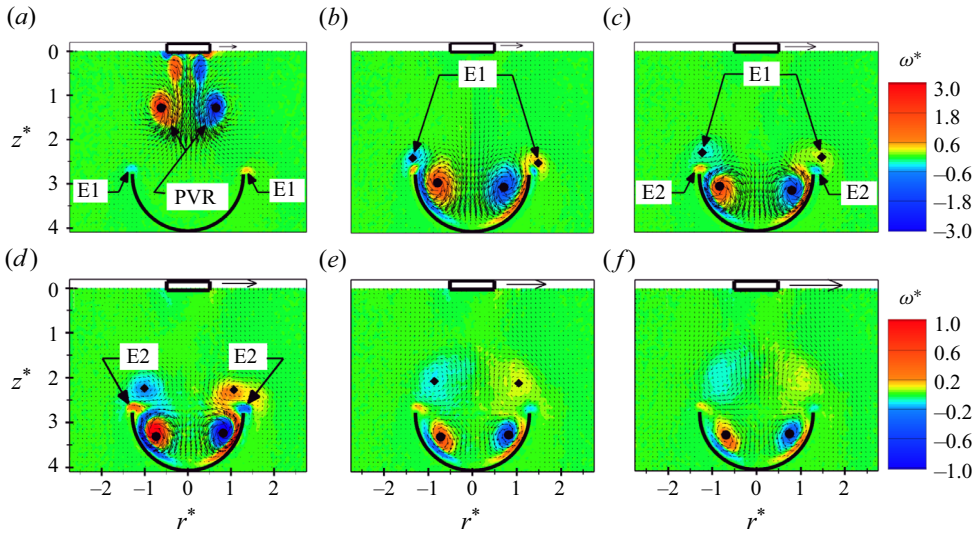 (a) (b) (c)
0 1 2 3 4
z*
E1 PVR E1
E1
E1
E2 E2
ω*
3.0
1.8
0.6
–0.6
–1.8
–3.0
(d) (e) (f)
0 1 2 3 4
z*
E2 E2
ω*
1.0
0.6
0.2
–0.2
–0.6
–1.0
–2 –1 0 1 2 –2 –1 0 1 2 –2 –1 0 1 2
r* r* r*